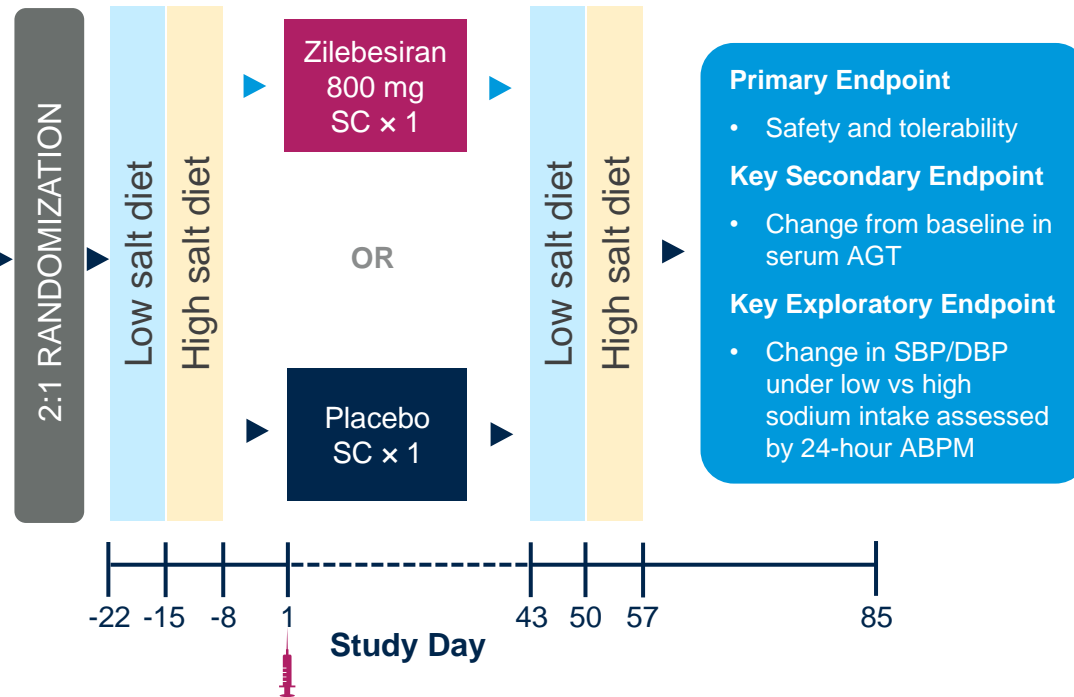 2:1 RANDOMIZATION
Low salt diet
High salt diet
Zilebesiran
800 mg
SC × 1
OR
Placebo
SC × 1
Low salt diet
High salt diet
Primary Endpoint
• Safety and tolerability
Key Secondary Endpoint
• Change from baseline in
serum AGT
Key Exploratory Endpoint
• Change in SBP/DBP
under low vs high
sodium intake assessed
by 24-hour ABPM
-22 -15 -8 1 43 50 57 85
Study Day